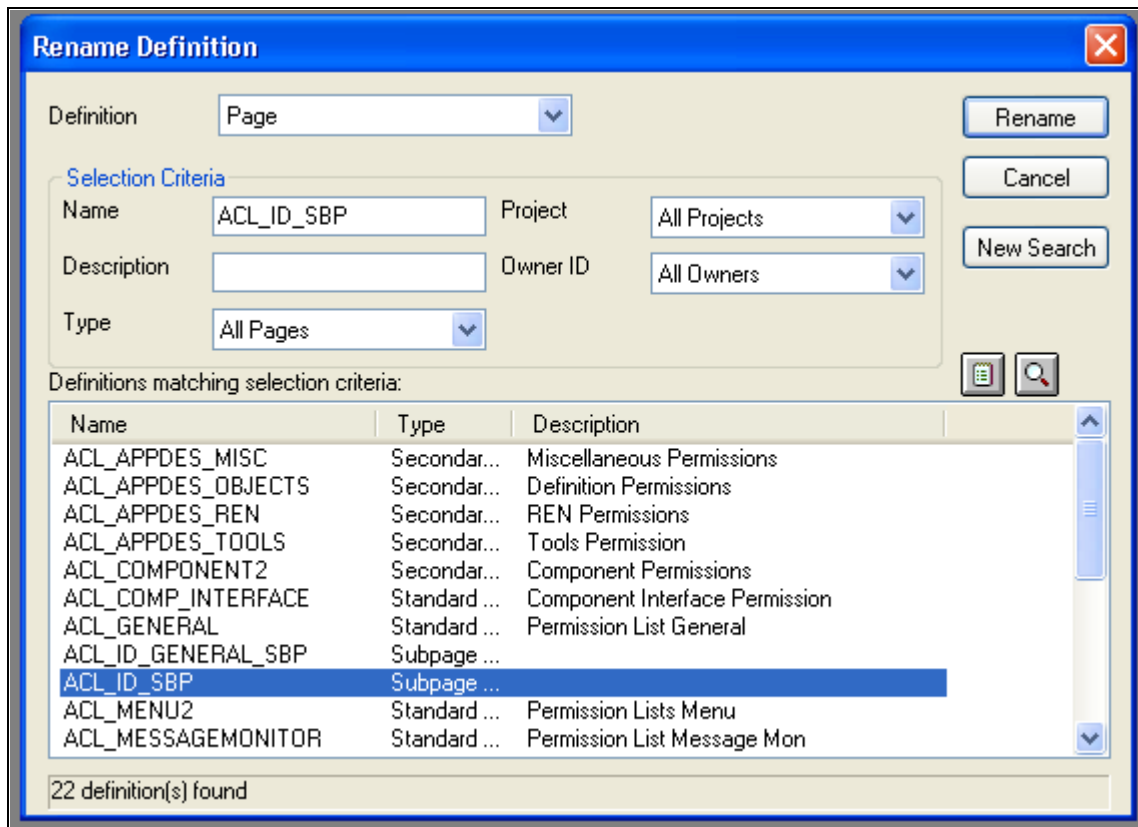 Rename Definition
Definition Page Rename
Selection Criteria Cancel
Name ACL_ID_SBP Project All Projects
New Search
Description Owner ID All Owners
Type All Pages
Definitions matching selection criteria:
Name Type Description
ACL_APPDES_MISC Secondar... Miscellaneous Permissions
ACL_APPDES_OBJECTS Secondar... Definition Permissions
ACL_APPDES_REN Secondar... REN Permissions
ACL_APPDES_TOOLS Secondar... Tools Permission
ACL_COMPONENT2 Secondar... Component Permissions
ACL_COMP_INTERFACE Standard ... Component Interface Permission
ACL_GENERAL Standard ... Permission List General
ACL_ID_GENERAL_SBP Subpage ...
ACL_ID_SBP Subpage ...
ACL_MENU2 Standard ... Permission Lists Menu
ACL_MESSAGEMONITOR Standard ... Permission List Message Mon
22 definition(s) found